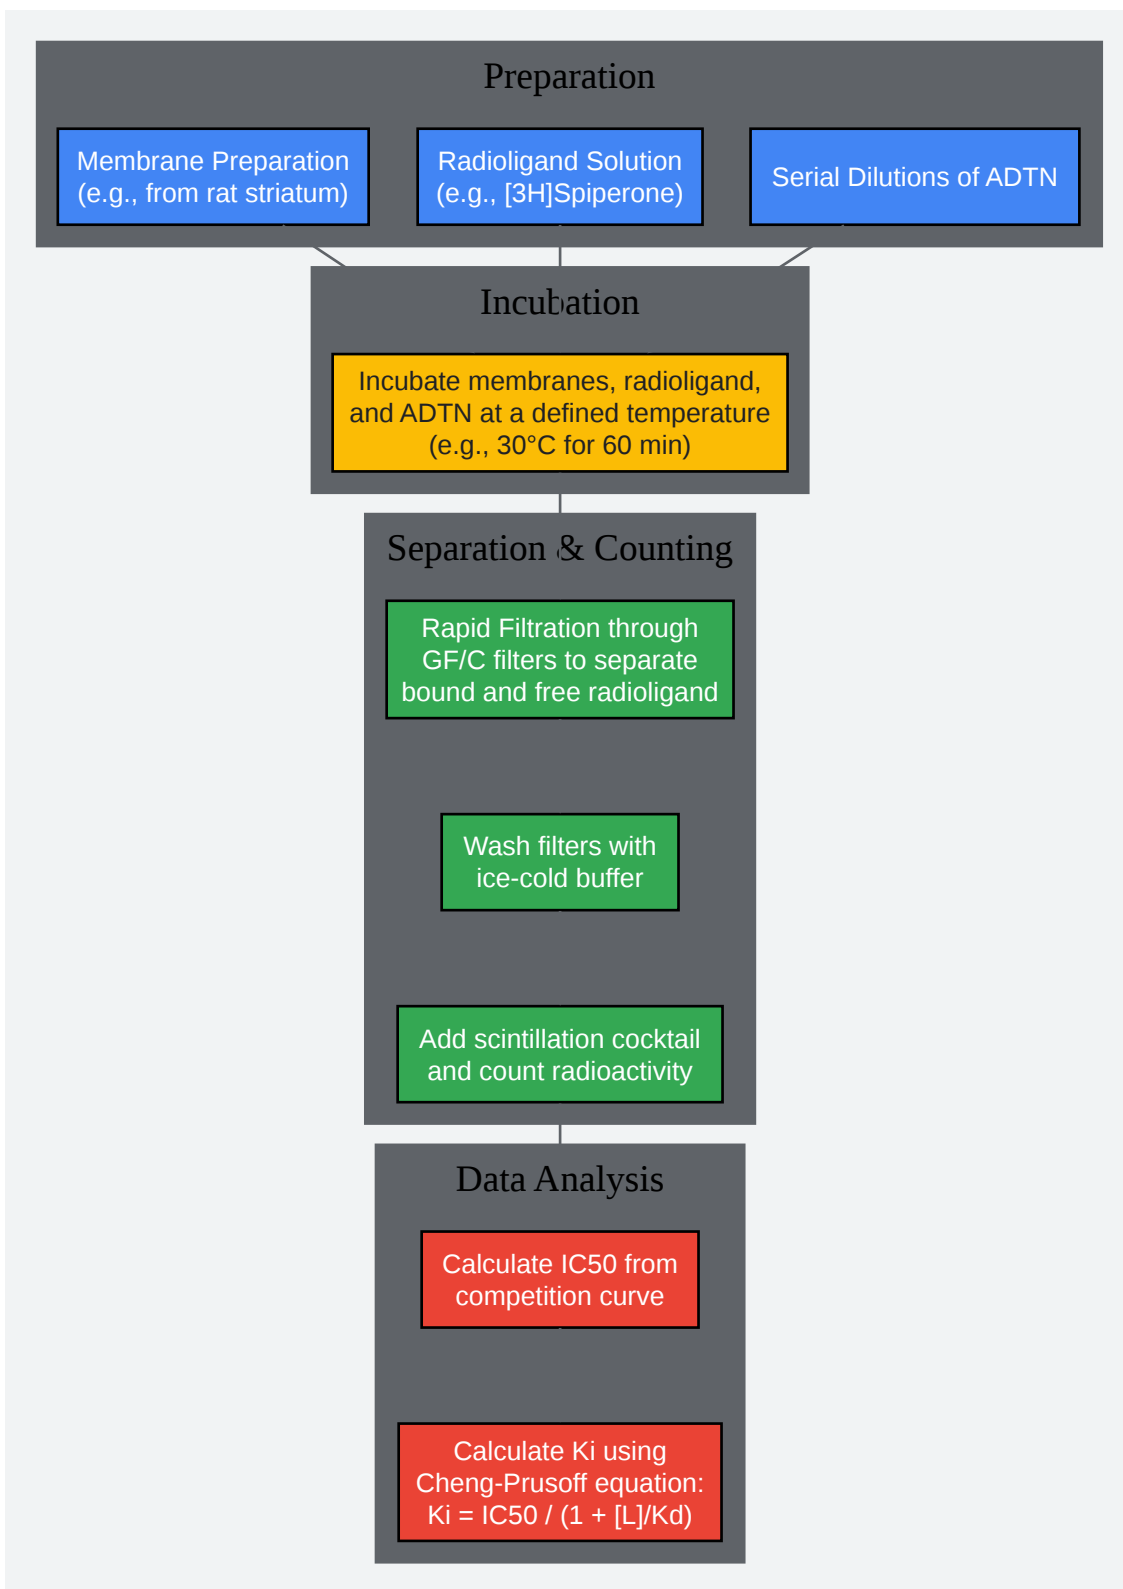 Preparation
Membrane Preparation
(e.g., from rat striatum)
Radioligand Solution
(e.g., [3H]Spiperone)
Serial Dilutions of ADTN
Incubation
Incubate membranes, radioligand,
and ADTN at a defined temperature
(e.g., 30°C for 60 min)
Separation & Counting
Rapid Filtration through
GF/C filters to separate
bound and free radioligand
Wash filters with
ice-cold buffer
Add scintillation cocktail
and count radioactivity
Data Analysis
Calculate IC50 from
competition curve
Calculate Ki using
Cheng-Prusoff equation:
Ki = IC50 / (1 + [L]/Kd)